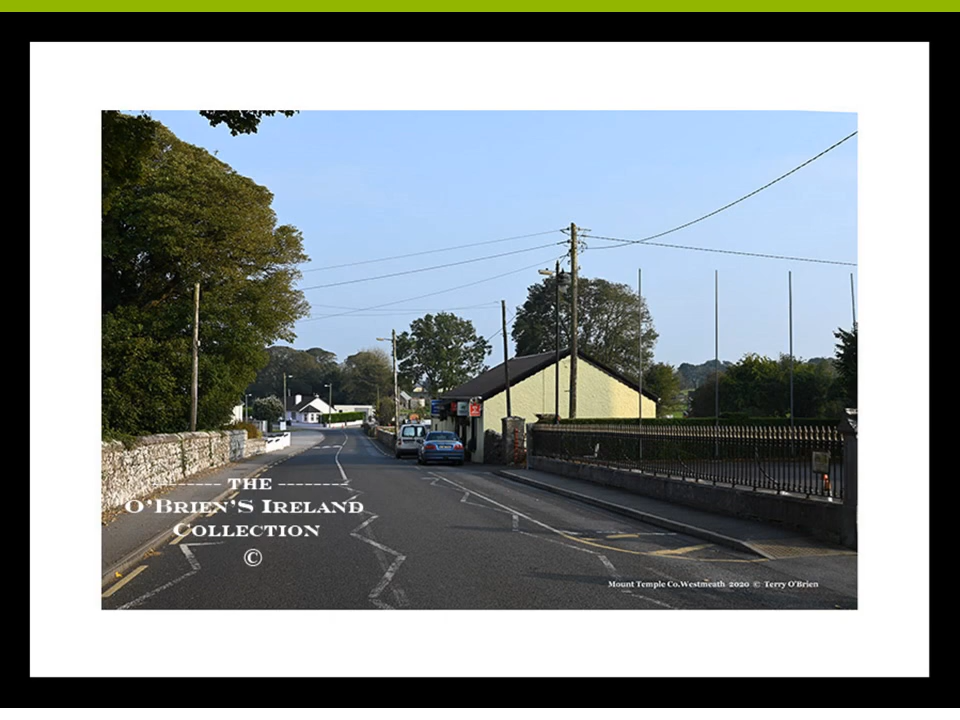 ------ THE --------
O'BRIEN'S IRELAND
COLLECTION
©
Mount Temple Co.Westmeath 2020 © Terry O'Brien